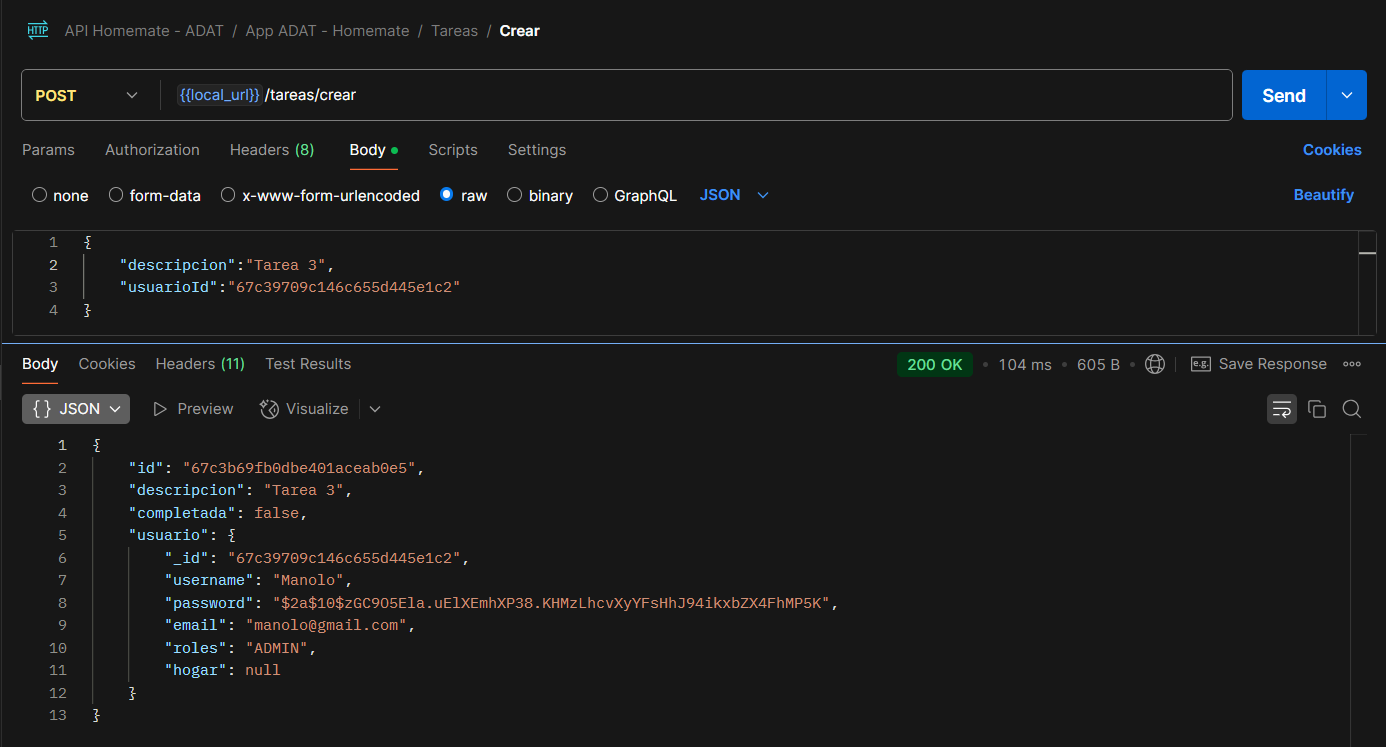 HTTP API Homemate - ADAT / App ADAT - Homemate / Tareas / Crear
POST {{local_url}}/tareas/crear Send
Params Authorization Headers (8) Body Scripts Settings Cookies
none form-data x-www-form-urlencoded raw binary GraphQL JSON Beautify
1 {
2 "descripcion":"Tarea 3",
3 "usuarioId":"67c39709c146c655d445e1c2"
4 }
Body Cookies Headers (11) Test Results 200 OK • 104 ms • 605 B • e.g. Save Response
{} JSON Preview Visualize
1 {
2 "id": "67c3b69fb0dbe401aceab0e5",
3 "descripcion": "Tarea 3",
4 "completada": false,
5 "usuario": {
6 "_id": "67c39709c146c655d445e1c2",
7 "username": "Manolo",
8 "password": "$2a$10$zGC9O5Ela.uElXEmhXP38.KHMzLhcvXyYFsHhJ94ikxbZX4FhMP5K",
9 "email": "manolo@gmail.com",
10 "roles": "ADMIN",
11 "hogar": null
12 }
13 }